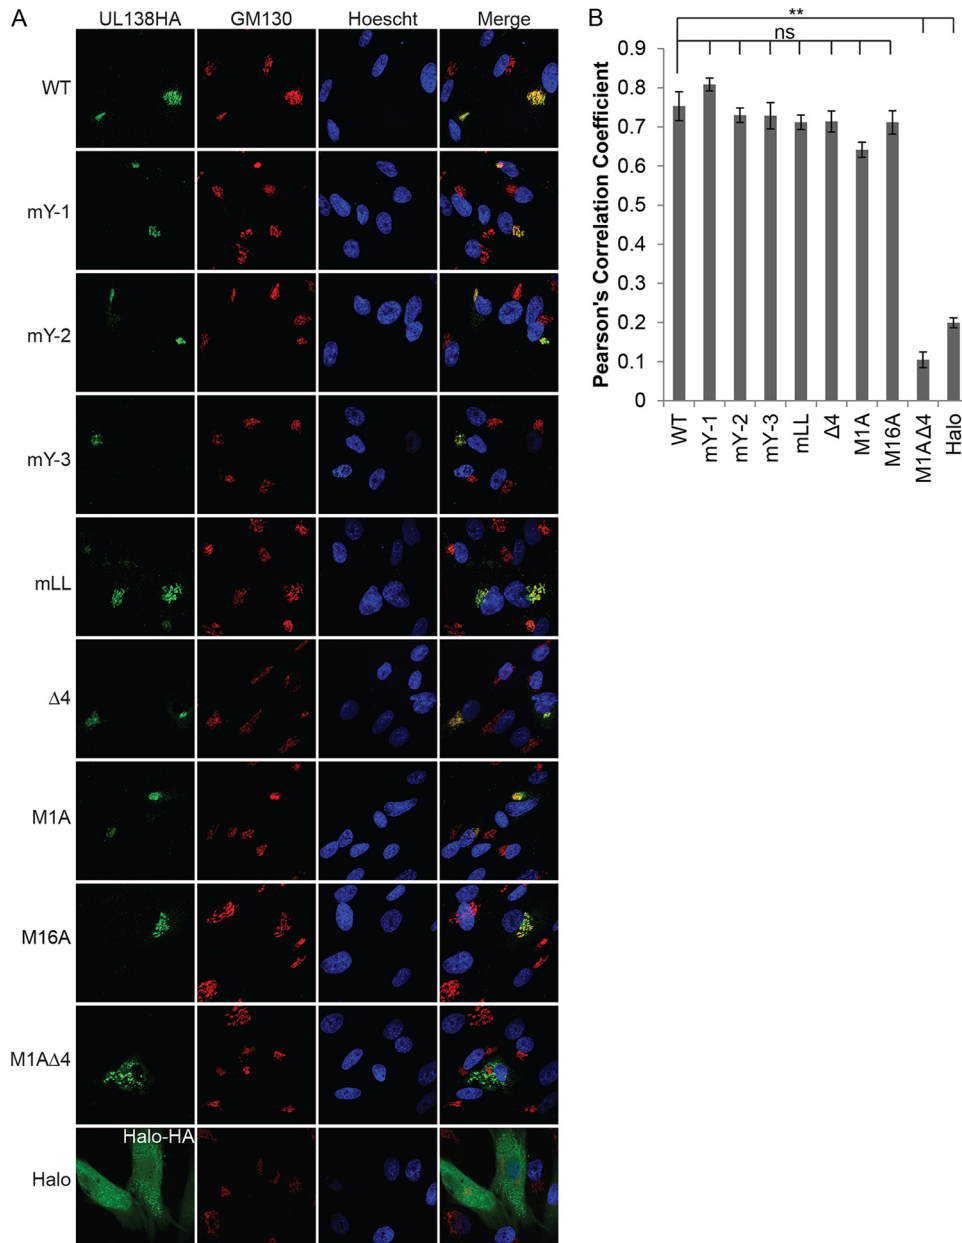 A
UL138HA GM130 Hoescht Merge
WT
mY-1
mY-2
mY-3
mLL
Δ4
M1A
M16A
M1AΔ4
Halo-HA
Halo
B
**
ns
Pearson's Correlation Coefficient
0.9
0.8
0.7
0.6
0.5
0.4
0.3
0.2
0.1
0
WT
mY-1
mY-2
mY-3
mLL
Δ4
M1A
M16A
M1AΔ4
Halo